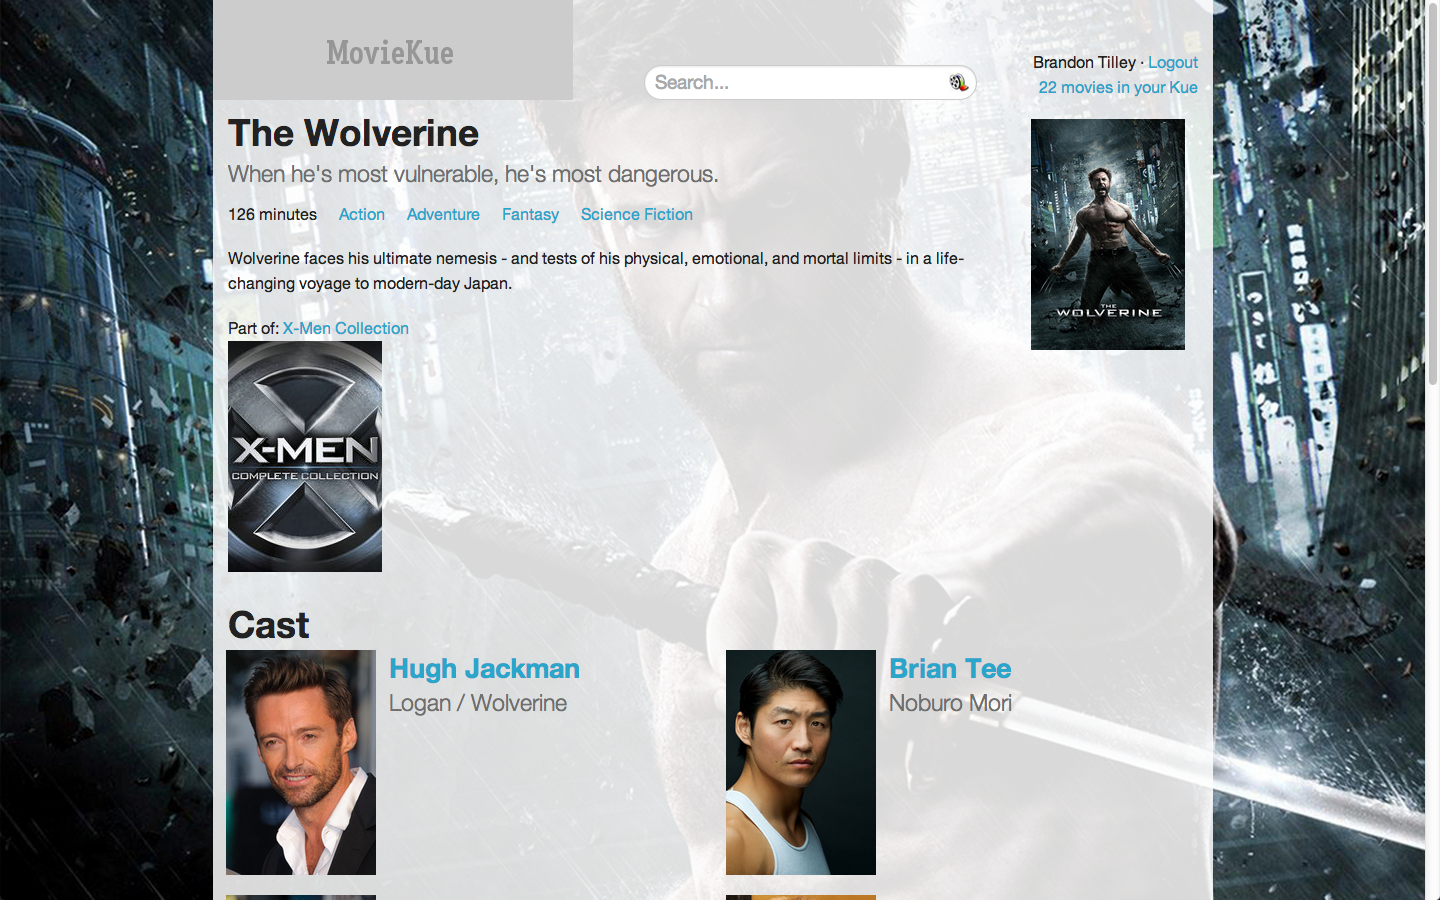 MovieKue
Search...
Brandon Tilley · Logout
22 movies in your Kue
The Wolverine
When he's most vulnerable, he's most dangerous.
126 minutes Action Adventure Fantasy Science Fiction
Wolverine faces his ultimate nemesis - and tests of his physical, emotional, and mortal limits - in a life-
changing voyage to modern-day Japan.
THE
WOLVERINE
Part of: X-Men Collection
X-MEN
COMPLETE COLLECTION
Cast
Hugh Jackman
Logan / Wolverine
Brian Tee
Noburo Mori